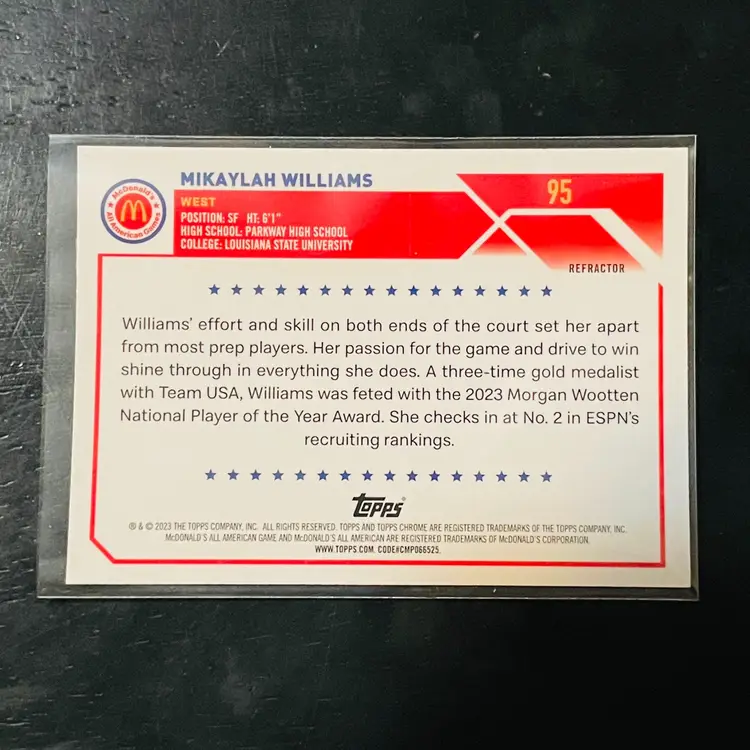 McDonald's
All American Games
MIKAYLAH WILLIAMS
95
WEST
POSITION: SF HT: 6'1"
HIGH SCHOOL: PARKWAY HIGH SCHOOL
COLLEGE: LOUISIANA STATE UNIVERSITY
REFRACTOR
Williams' effort and skill on both ends of the court set her apart
from most prep players. Her passion for the game and drive to win
shine through in everything she does. A three-time gold medalist
with Team USA, Williams was feted with the 2023 Morgan Wootten
National Player of the Year Award. She checks in at No. 2 in ESPN's
recruiting rankings.
Topps®
® & © 2023 THE TOPPS COMPANY, INC. ALL RIGHTS RESERVED. TOPPS AND TOPPS CHROME ARE REGISTERED TRADEMARKS OF THE TOPPS COMPANY, INC.
McDONALD'S ALL AMERICAN GAME AND McDONALD'S ALL AMERICAN ARE REGISTERED TRADEMARKS OF McDONALD'S CORPORATION.
WWW.TOPPS.COM. CODE#CMP066525.